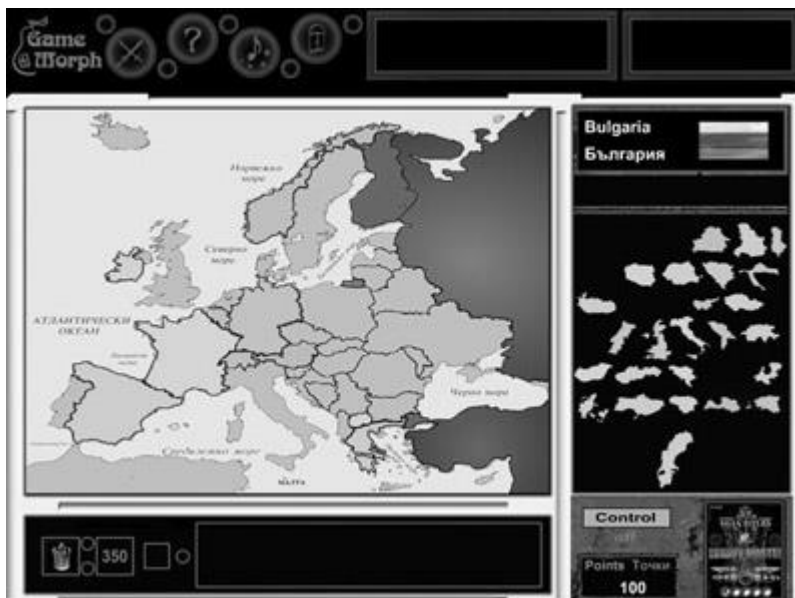 Game
Morph
Bulgaria
България
Норвежко
море
Северно
море
АТЛАНТИЧЕСКИ
ОКЕАН
Черно море
Средиземно море
МАЛТА
350
Control
Points Точки
100